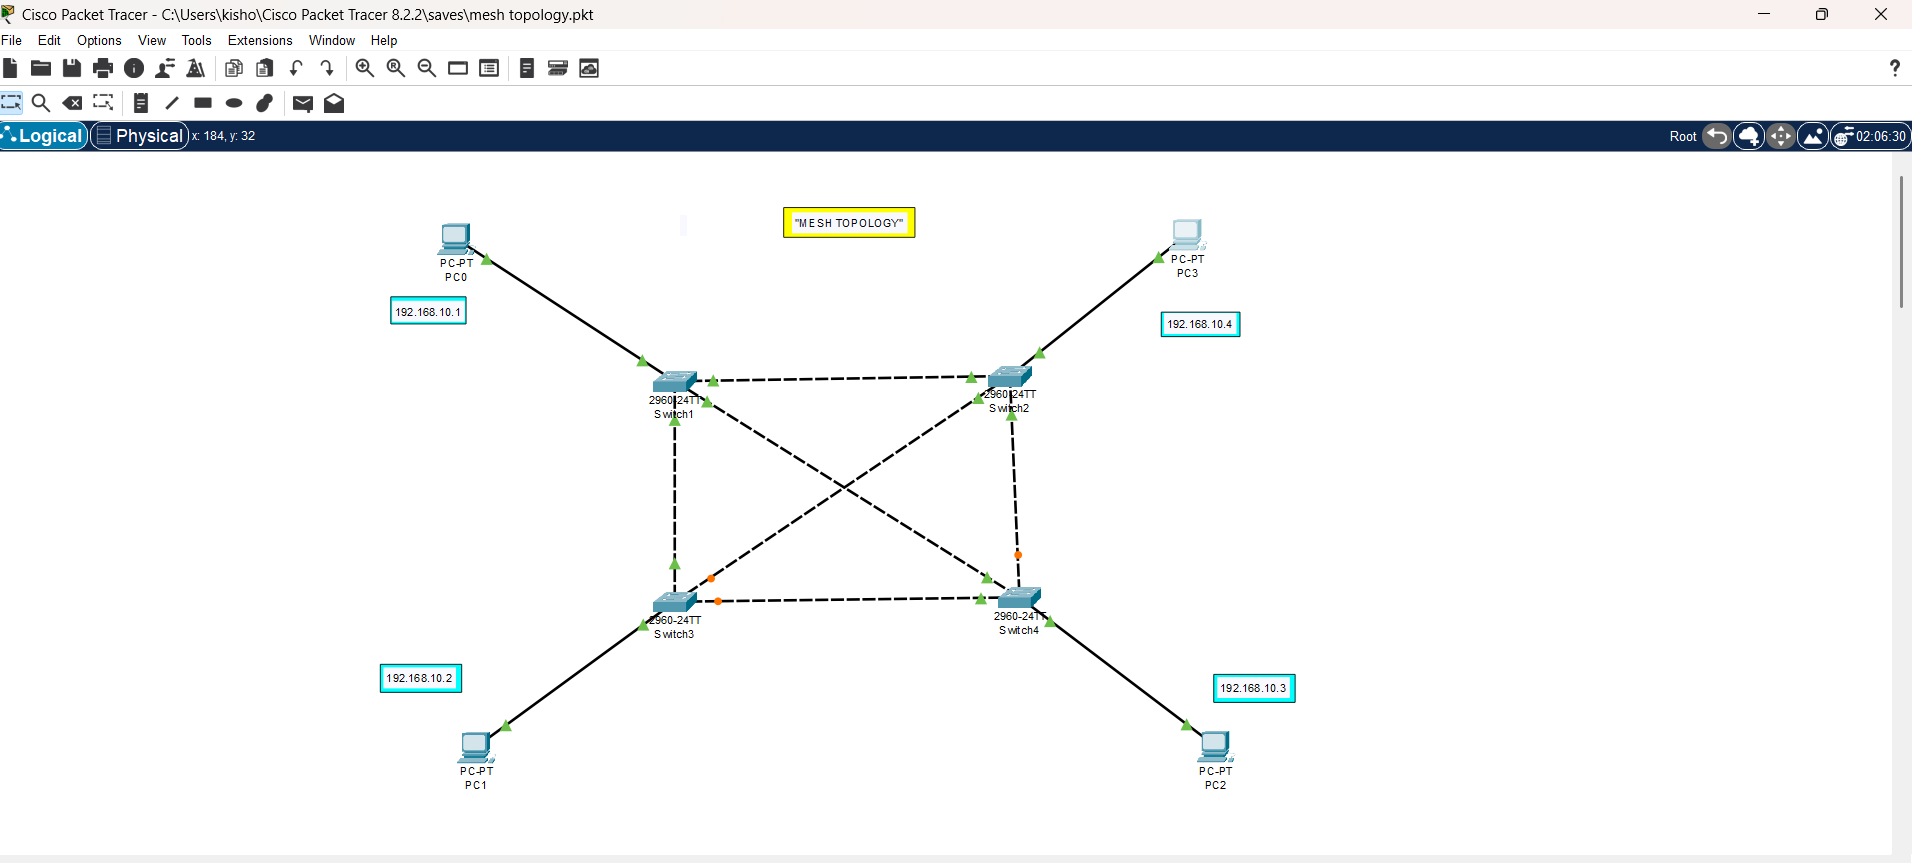 Cisco Packet Tracer - C:\Users\kisho\Cisco Packet Tracer 8.2.2\saves\mesh topology.pkt
File Edit Options View Tools Extensions Window Help
Logical Physical x: 184, y: 32 Root 02:06:30
"MESH TOPOLOGY"
PC-PT
PC0
PC-PT
PC3
192.168.10.1
192.168.10.4
2960-24TT
Switch1
2960-24TT
Switch2
2960-24TT
Switch3
2960-24TT
Switch4
192.168.10.2
192.168.10.3
PC-PT
PC1
PC-PT
PC2